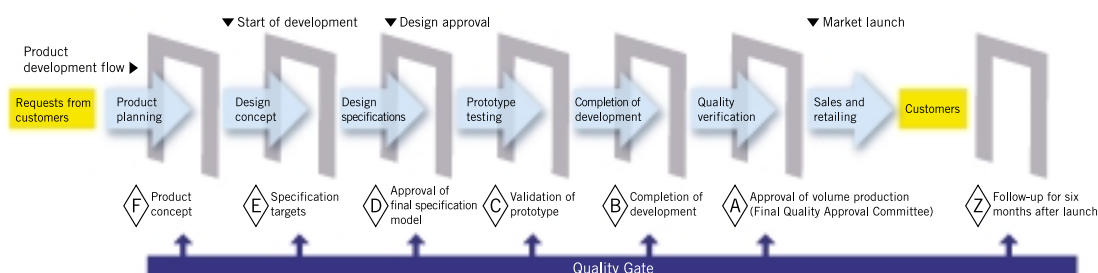 ▼ Start of development
▼ Design approval
▼ Market launch
Product
development flow ▶
Requests from
customers
Product
planning
Design
concept
Design
specifications
Prototype
testing
Completion of
development
Quality
verification
Sales and
retailing
Customers
F
Product
concept
E
Specification
targets
D
Approval of
final specification
model
C
Validation of
prototype
B
Completion of
development
A
Approval of volume production
(Final Quality Approval Committee)
Z
Follow-up for six
months after launch
Quality Gate